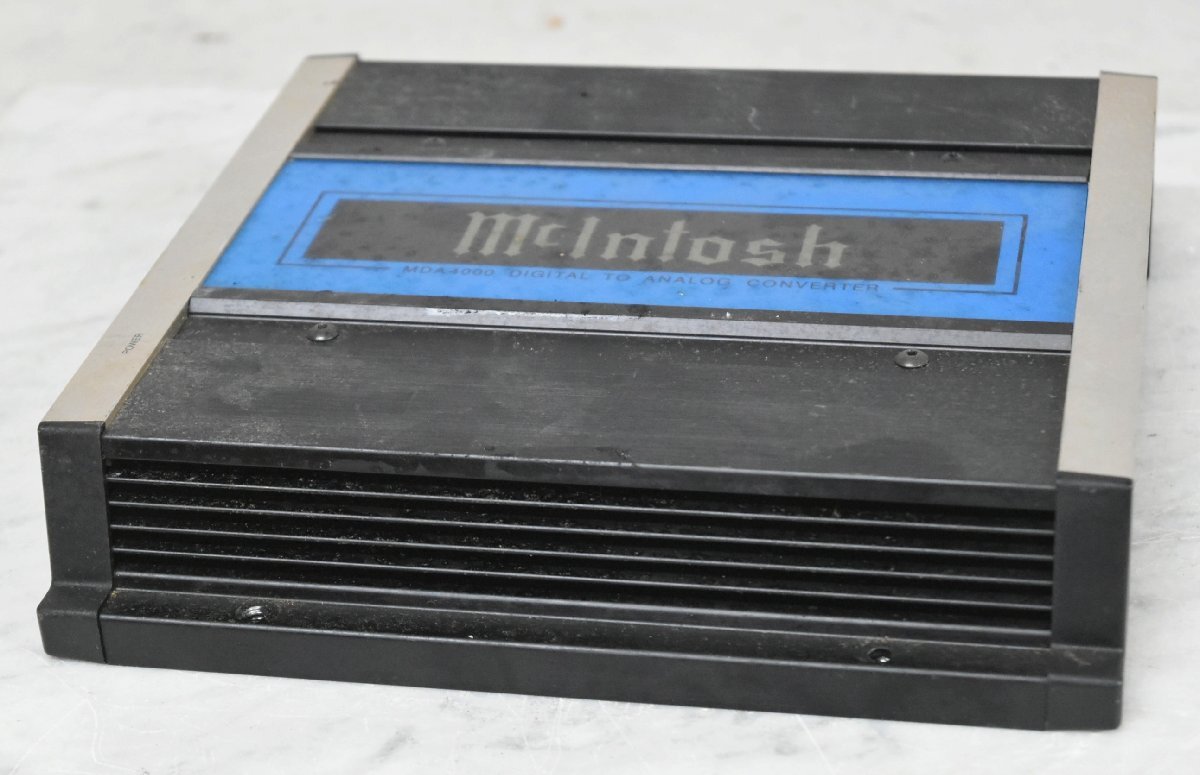 McIntosh
MDA4000 DIGITAL TO ANALOG CONVERTER
POWER